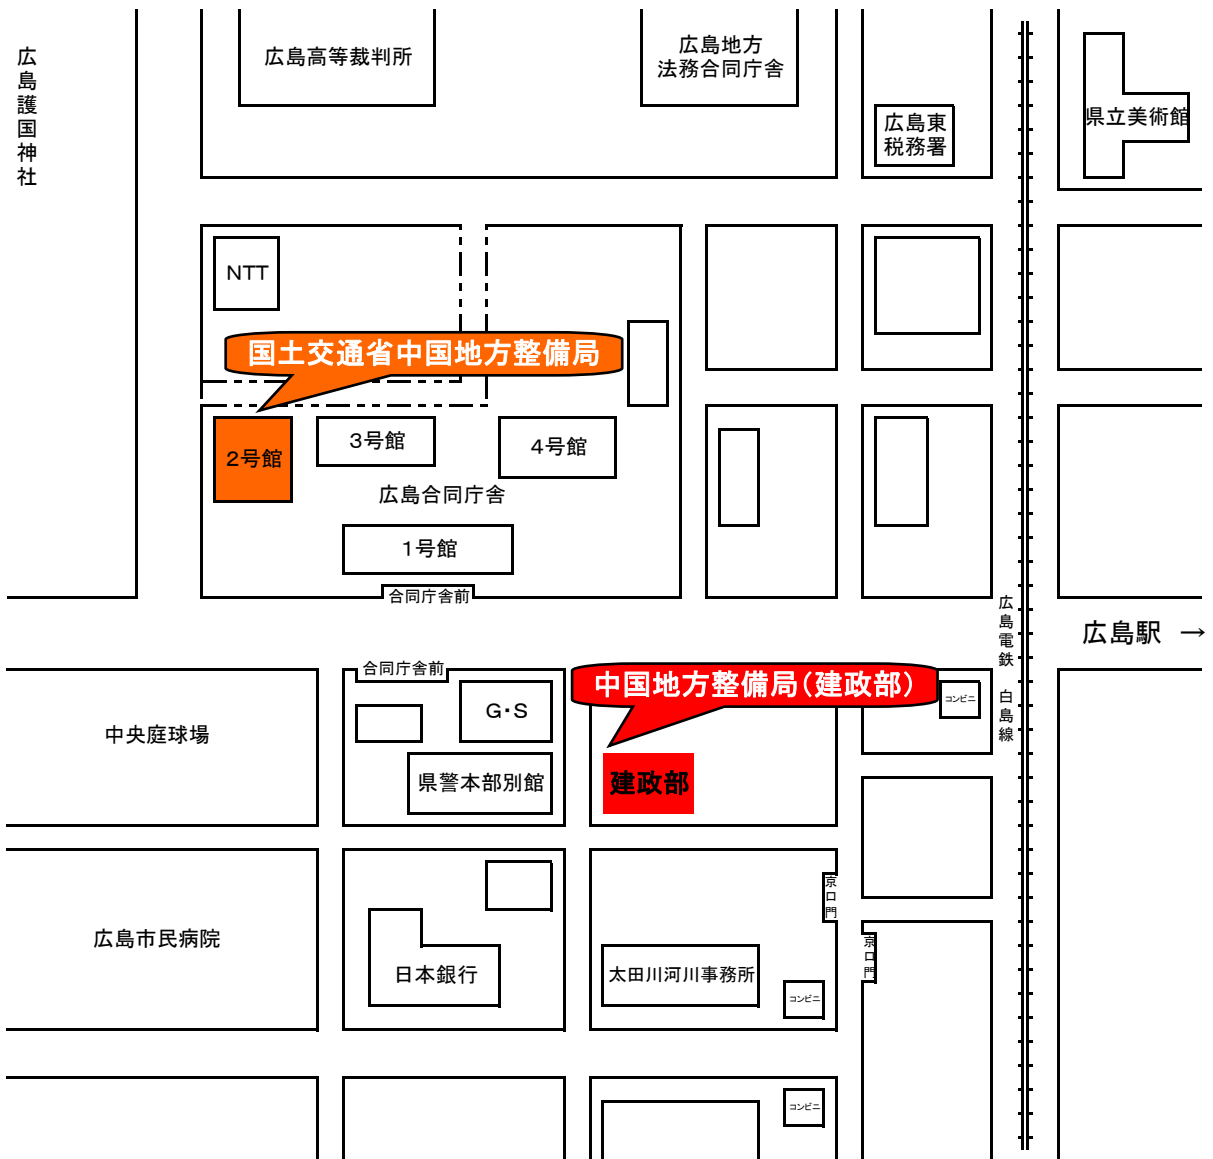 広島護国神社
広島高等裁判所
広島地方
法務合同庁舎
広島東
税務署
県立美術館
NTT
国土交通省中国地方整備局
2号館
3号館
4号館
広島合同庁舎
1号館
合同庁舎前
広島電鉄 白島線
広島駅 →
合同庁舎前
中国地方整備局(建政部)
コンビニ
G・S
中央庭球場
県警本部別館
建政部
京口門
広島市民病院
京口門
日本銀行
太田川河川事務所
コンビニ
コンビニ